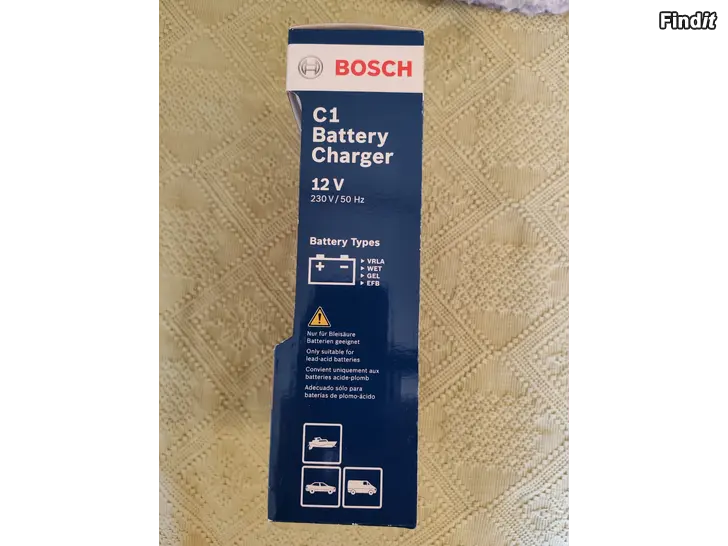 Findit
BOSCH
C1
Battery
Charger
12 V
230 V / 50 Hz
Battery Types
+ −
▶ VRLA
▶ WET
▶ GEL
▶ EFB
Nur für Bleisäure
Batterien geeignet
Only suitable for
lead-acid batteries
Convient uniquement aux
batteries acide-plomb
Adecuado sólo para
baterías de plomo-ácido